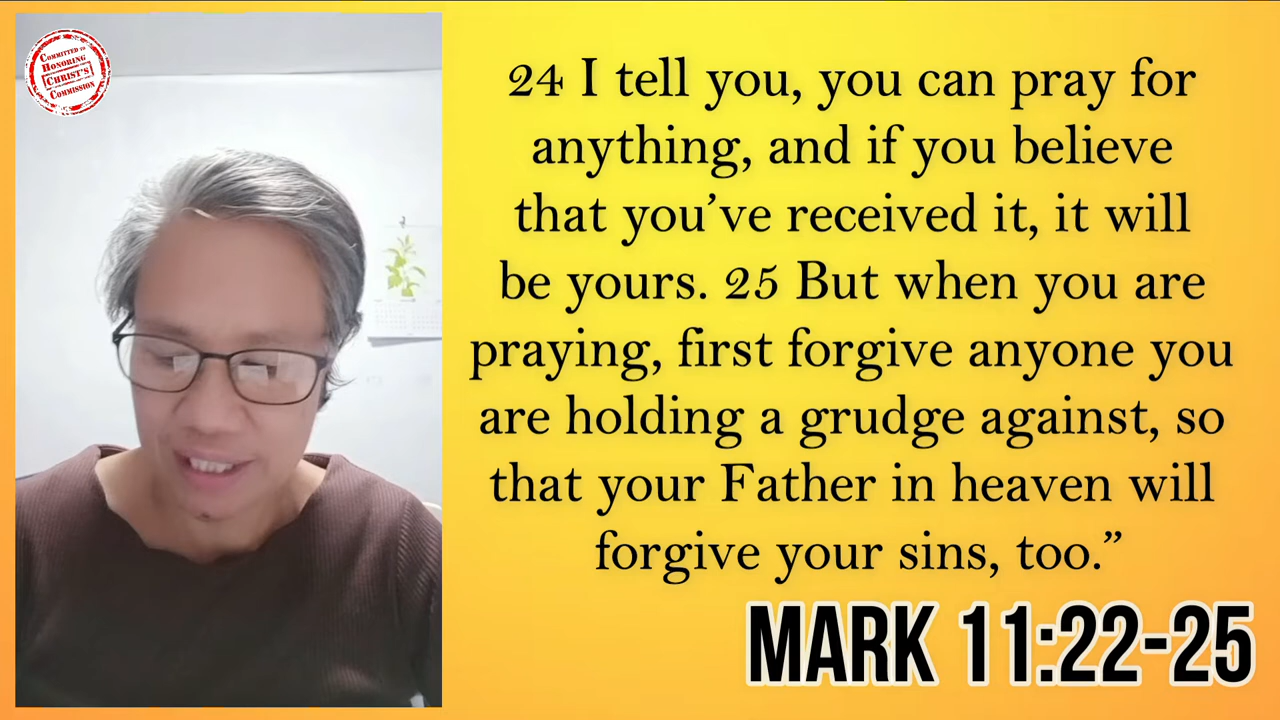 COMMITTED TO
HONORING
CHRIST'S
COMMISSION
24 I tell you, you can pray for
anything, and if you believe
that you’ve received it, it will
be yours. 25 But when you are
praying, first forgive anyone you
are holding a grudge against, so
that your Father in heaven will
forgive your sins, too.”
MARK 11:22-25